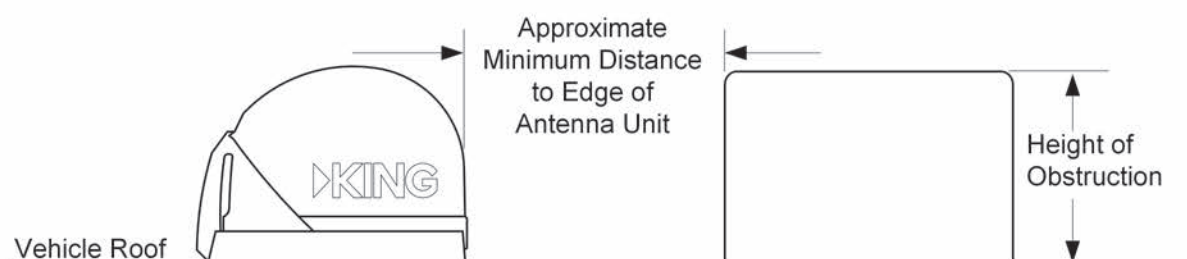 Approximate
Minimum Distance
to Edge of
Antenna Unit
KING
Height of
Obstruction
Vehicle Roof